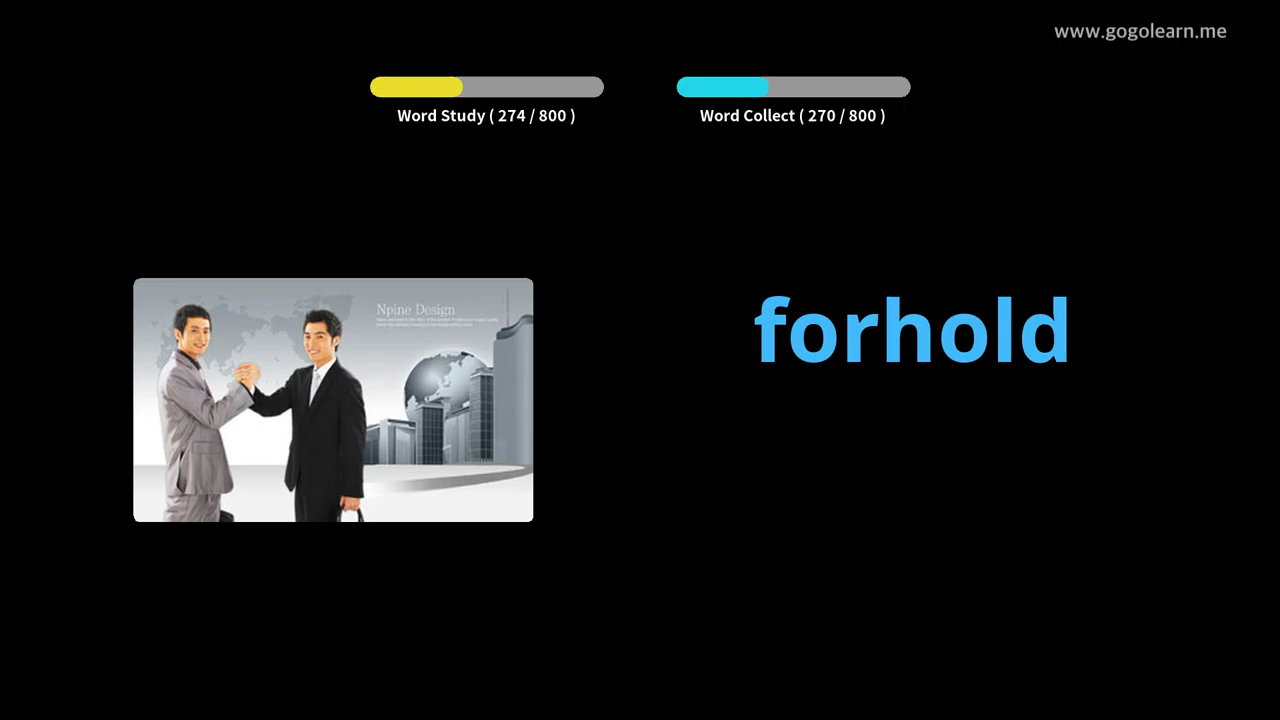 www.gogolearn.me
Word Study ( 274 / 800 )
Word Collect ( 270 / 800 )
Npine Design
forhold